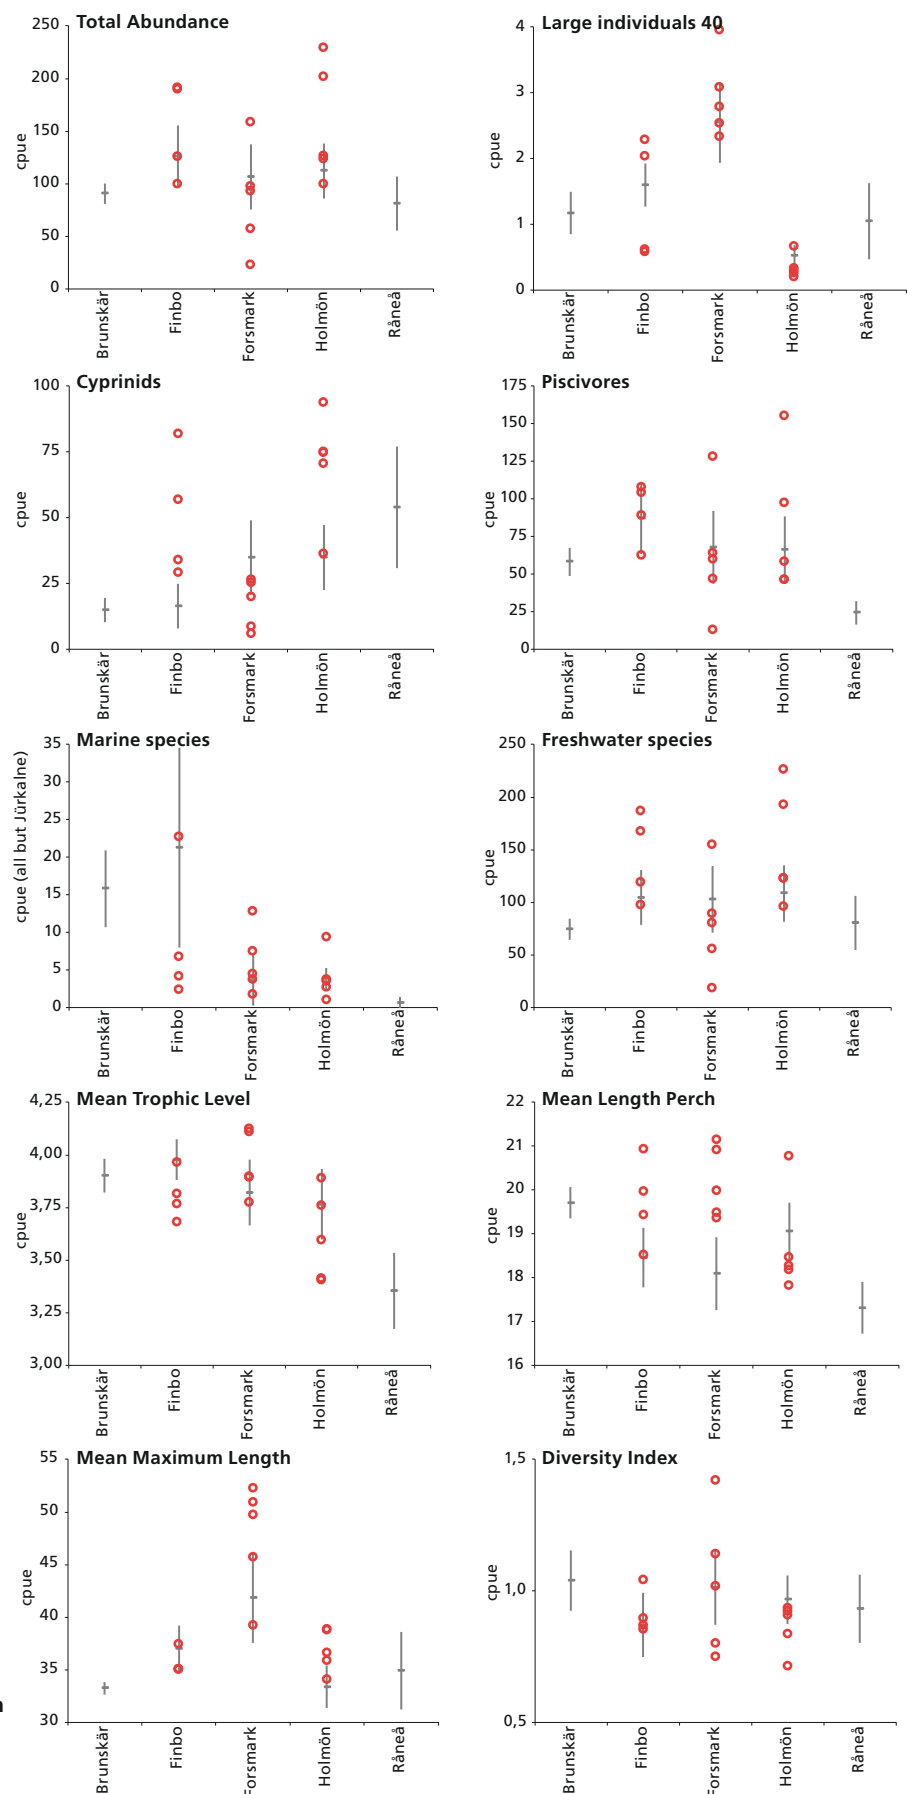 Total Abundance
cpue
250
200
150
100
50
0
Brunskär
Finbo
Forsmark
Holmön
Råneå
Large individuals 40
cpue
4
3
2
1
0
Brunskär
Finbo
Forsmark
Holmön
Råneå
Cyprinids
cpue
100
75
50
25
0
Brunskär
Finbo
Forsmark
Holmön
Råneå
Piscivores
cpue
175
150
125
100
75
50
25
0
Brunskär
Finbo
Forsmark
Holmön
Råneå
Marine species
cpue (all but Jūrkalne)
35
30
25
20
15
10
5
0
Brunskär
Finbo
Forsmark
Holmön
Råneå
Freshwater species
cpue
250
200
150
100
50
0
Brunskär
Finbo
Forsmark
Holmön
Råneå
Mean Trophic Level
cpue
4,25
4,00
3,75
3,50
3,25
3,00
Brunskär
Finbo
Forsmark
Holmön
Råneå
Mean Length Perch
cpue
22
21
20
19
18
17
16
Brunskär
Finbo
Forsmark
Holmön
Råneå
Mean Maximum Length
cpue
55
50
45
40
35
30
Brunskär
Finbo
Forsmark
Holmön
Råneå
Diversity Index
cpue
1,5
1,0
0,5
Brunskär
Finbo
Forsmark
Holmön
Råneå